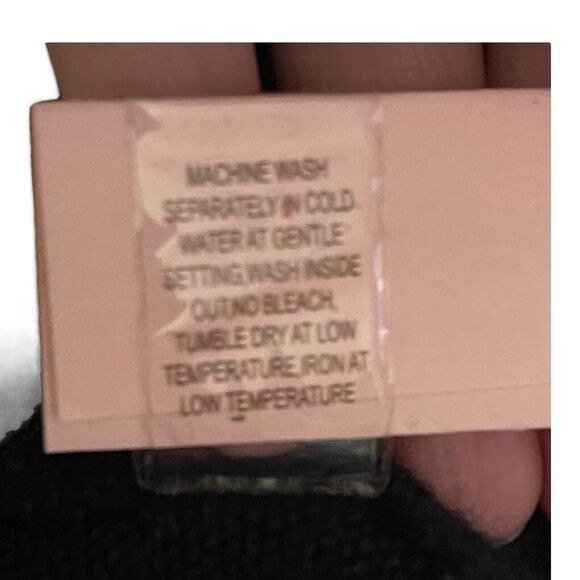 MACHINE WASH
SEPARATELY IN COLD
WATER AT GENTLE
SETTING,WASH INSIDE
OUT,NO BLEACH,
TUMBLE DRY AT LOW
TEMPERATURE,IRON AT
LOW TEMPERATURE